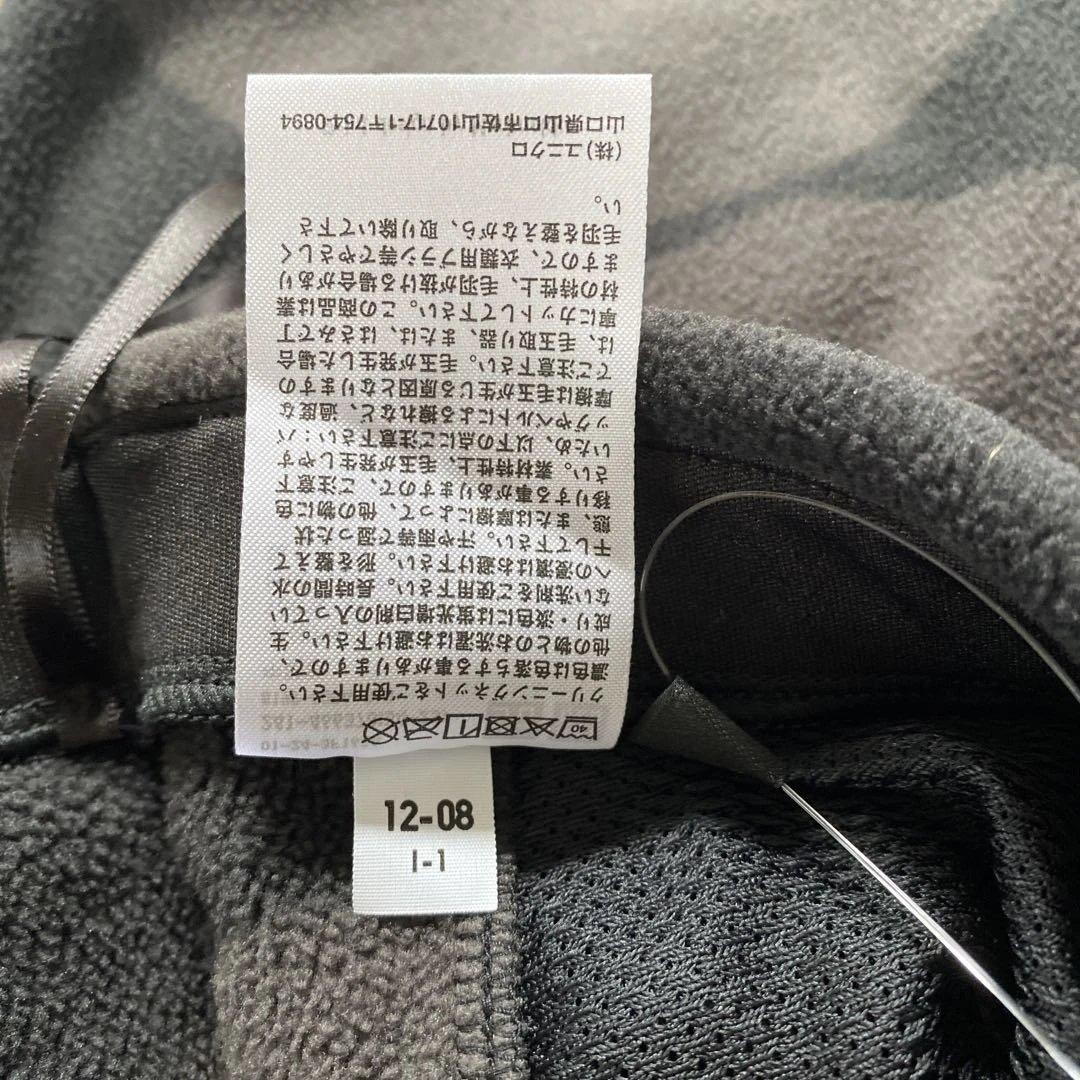 40
クリーニングネットをご使用下さい。
濃色は色落ちする事がありますので、
他の物とのお洗濯はお避け下さい。生
成り・淡色には蛍光増白剤の入ってい
ない洗剤をご使用下さい。長時間の水
への浸漬はお避け下さい。形を整えて
干して下さい。汗や雨等で湿った状
態、または摩擦によって、他の物に色
移りする事がありますので、ご注意下
さい。素材特性上、毛玉が発生しやす
いため、以下の点にご注意下さい：バ
ックやベルトによる擦れなど、過度な
摩擦は毛玉が生じる原因となりますの
でご注意下さい。毛玉が発生した場合
は、毛玉取り器、または、はさみで丁
寧にカットして下さい。この商品は素
材の特性上、毛羽が抜ける場合があり
ますので、衣類用ブラシ等でやさしく
毛羽を整えながら、取り除いて下さ
い。
(株)ユニクロ
山口県山口市佐山10717-1〒754-0894
12-08
I-1